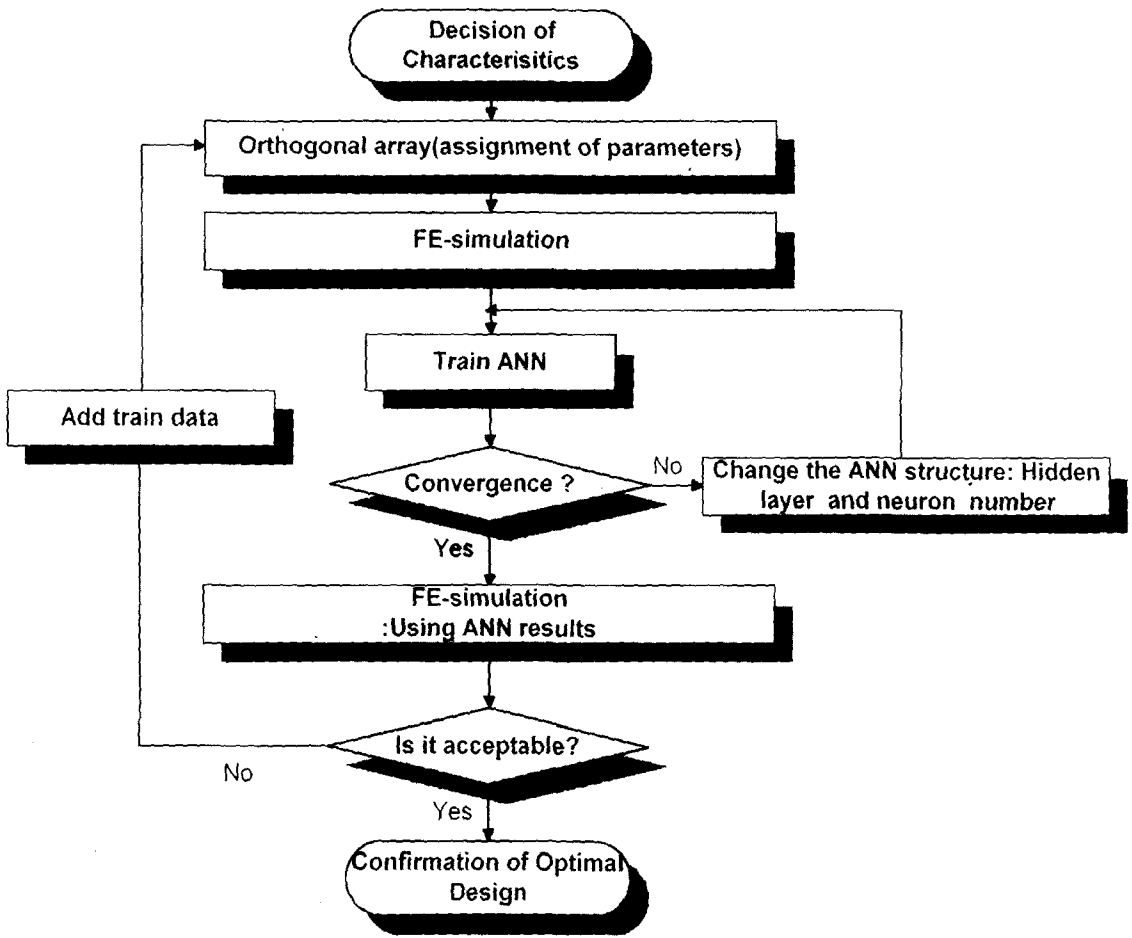 Decision of
Characterisitics
Orthogonal array(assignment of parameters)
FE-simulation
Train ANN
Add train data
Convergence ?
No
Change the ANN structure: Hidden
layer and neuron number
Yes
FE-simulation
:Using ANN results
Is it acceptable?
No
Yes
Confirmation of Optimal
Design